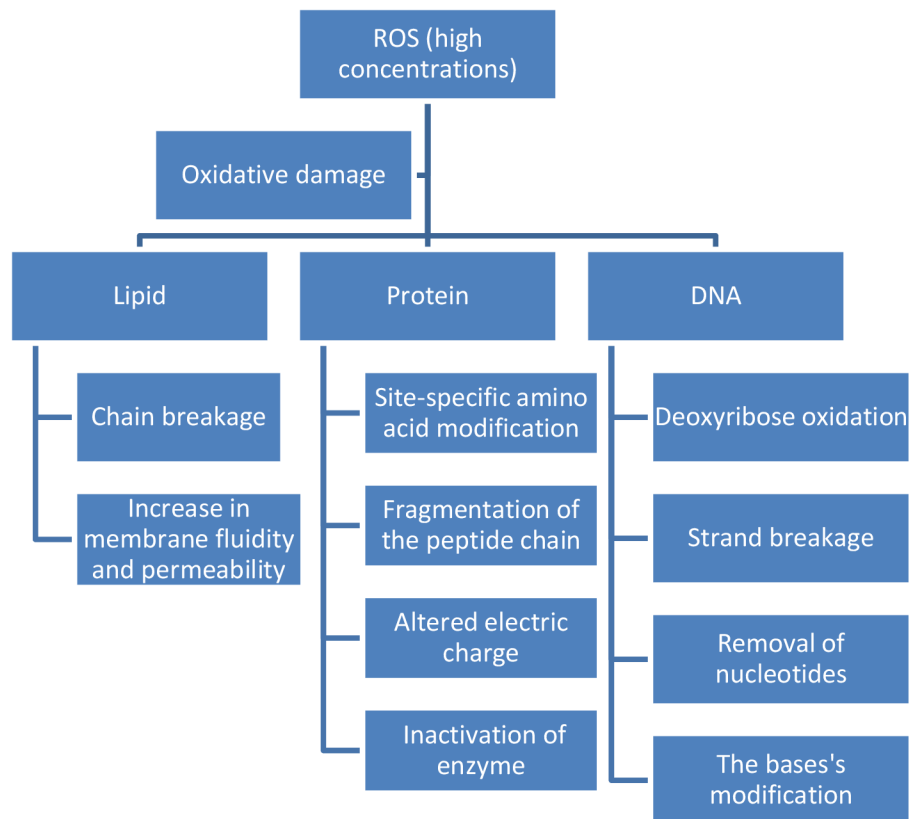 ROS (high
concentrations)
Oxidative damage
Lipid
Chain breakage
Increase in
membrane fluidity
and permeability
Protein
Site-specific amino
acid modification
Fragmentation of
the peptide chain
Altered electric
charge
Inactivation of
enzyme
DNA
Deoxyribose oxidation
Strand breakage
Removal of
nucleotides
The bases's
modification